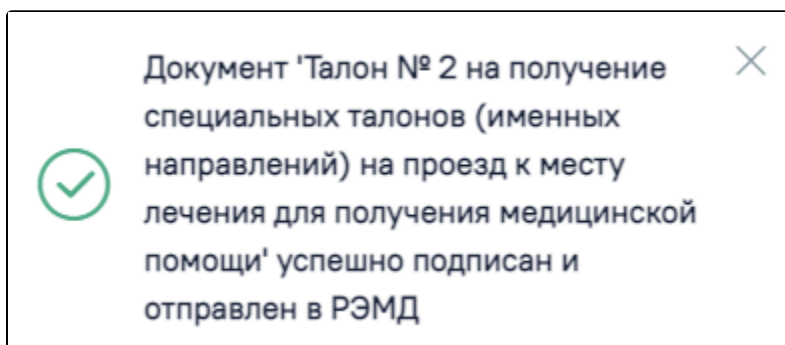 Документ 'Талон № 2 на получение
специальных талонов (именных
направлений) на проезд к месту
лечения для получения медицинской
помощи' успешно подписан и
отправлен в РЭМД